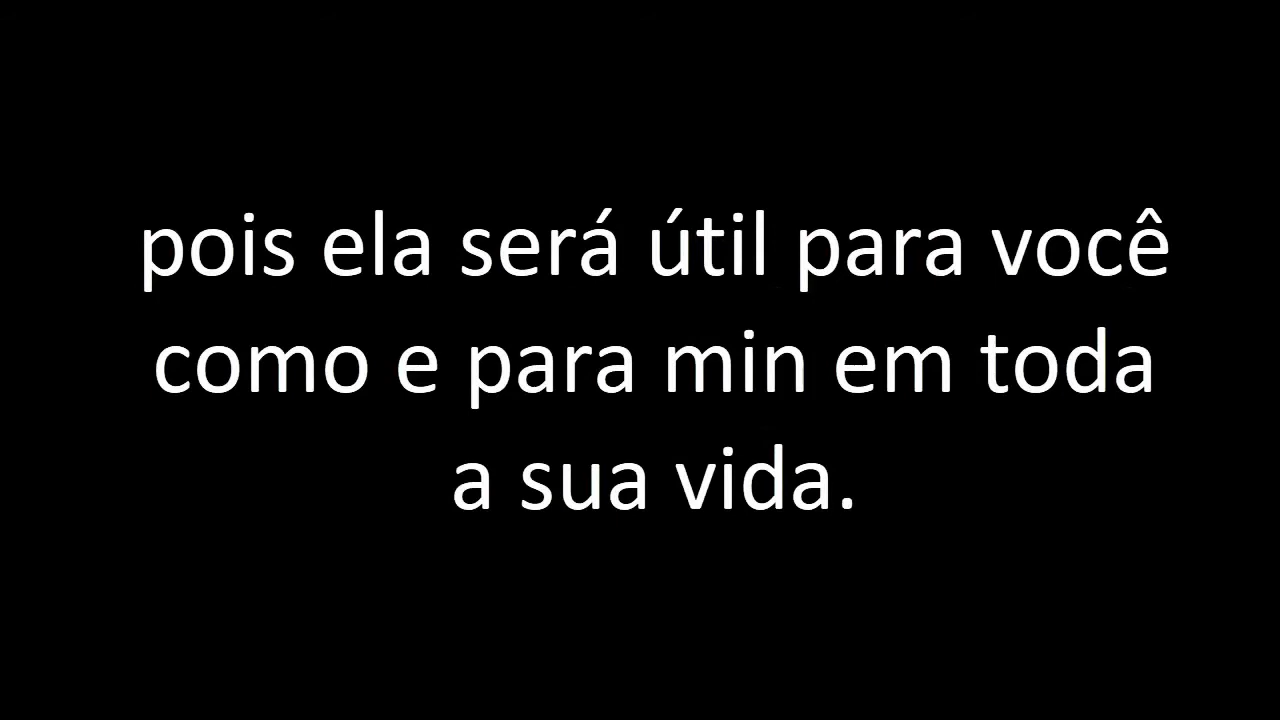 pois ela será útil para você
como e para min em toda
a sua vida.